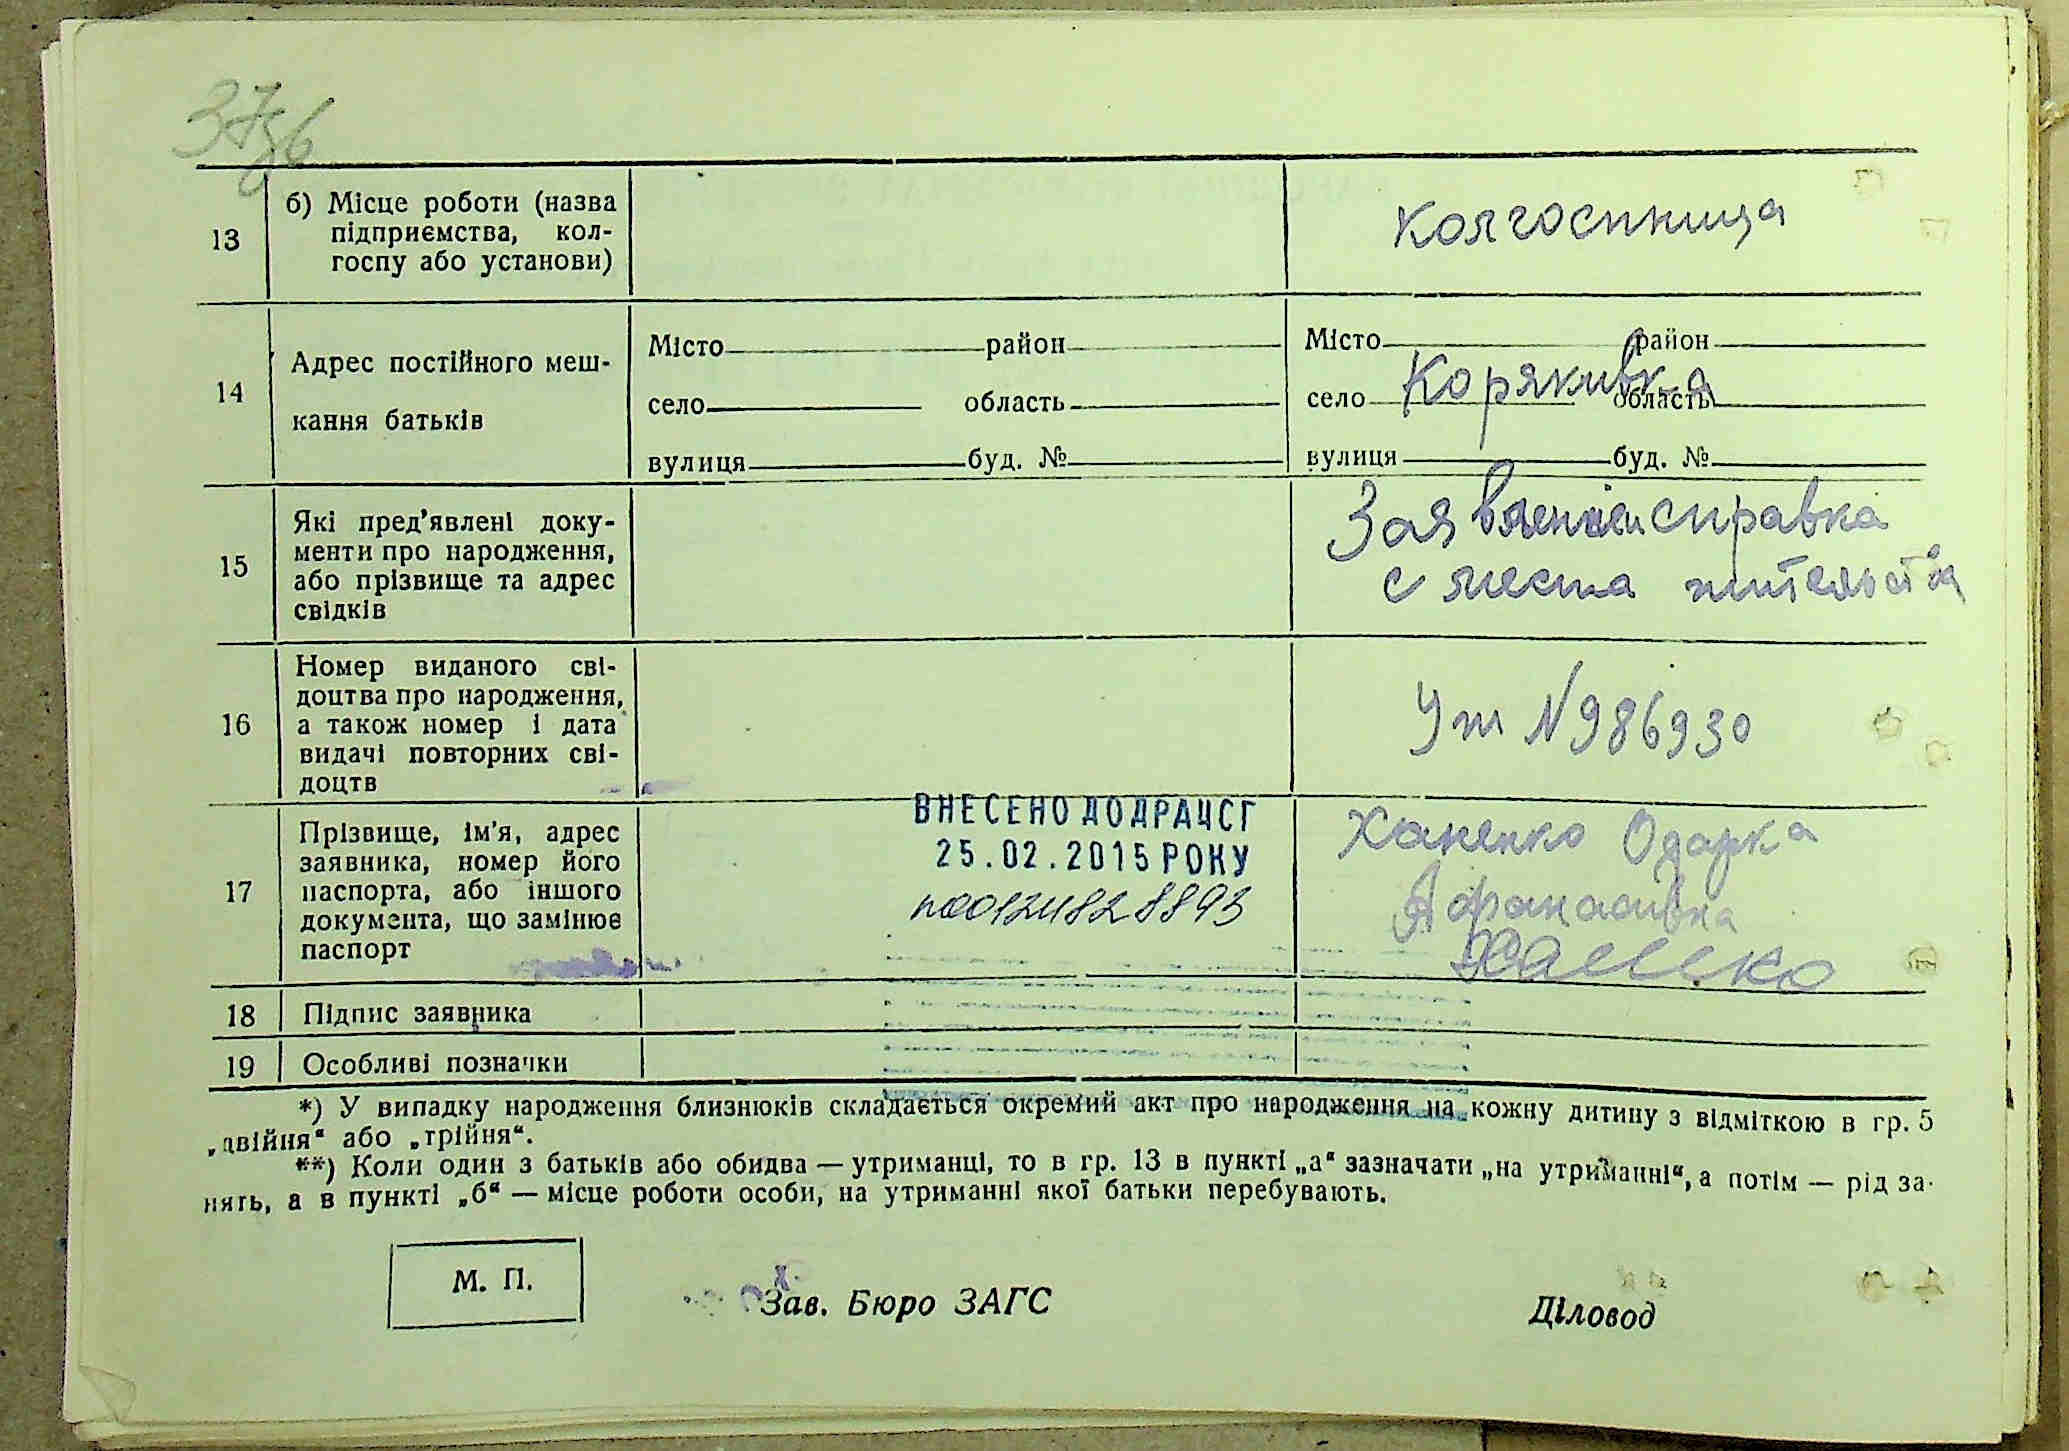 37зв
13
б) Місце роботи (назва
підприємства, кол-
госпу або установи)
колгоспница
14
Адрес постійного меш-
кання батьків
Місто район
село область
вулиця буд. №
Місто район
село Корякивка область
вулиця буд. №
15
Які пред'явлені доку-
менти про народження,
або прізвище та адрес
свідків
Заявление и справка
с места жительства
16
Номер виданого сві-
доцтва про народження,
а також номер і дата
видачі повторних сві-
доцтв
Уж N 986930
17
Прізвище, ім'я, адрес
заявника, номер його
паспорта, або іншого
документа, що замінює
паспорт
ВНЕСЕНО ДО ДРАЦСГ
25.02.2015 РОКУ
Ханенко Одарка
Афанасивна
18
Підпис заявника
19
Особливі позначки
*) У випадку народження близнюків складається окремий акт про народження на кожну дитину з відміткою в гр. 5
„двійня“ або „трійня“.
**) Коли один з батьків або обидва — утриманці, то в гр. 13 в пункті „а“ зазначати „на утриманні“, а потім — рід за-
нять, а в пункті „б“ — місце роботи особи, на утриманні якої батьки перебувають.
М. П.
Зав. Бюро ЗАГС
Діловод